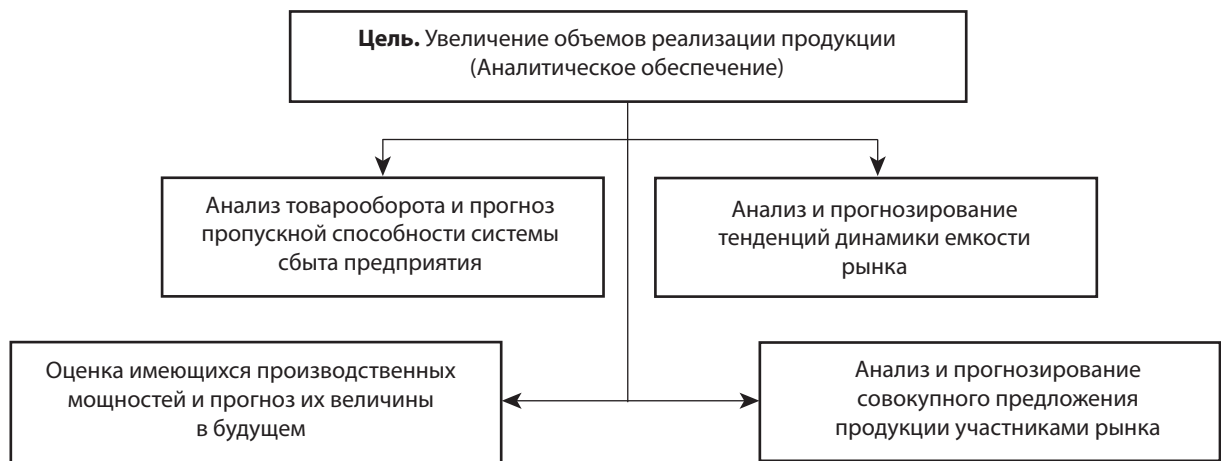 Цель. Увеличение объемов реализации продукции
(Аналитическое обеспечение)
Анализ товарооборота и прогноз
пропускной способности системы
сбыта предприятия
Анализ и прогнозирование
тенденций динамики емкости
рынка
Оценка имеющихся производственных
мощностей и прогноз их величины
в будущем
Анализ и прогнозирование
совокупного предложения
продукции участниками рынка